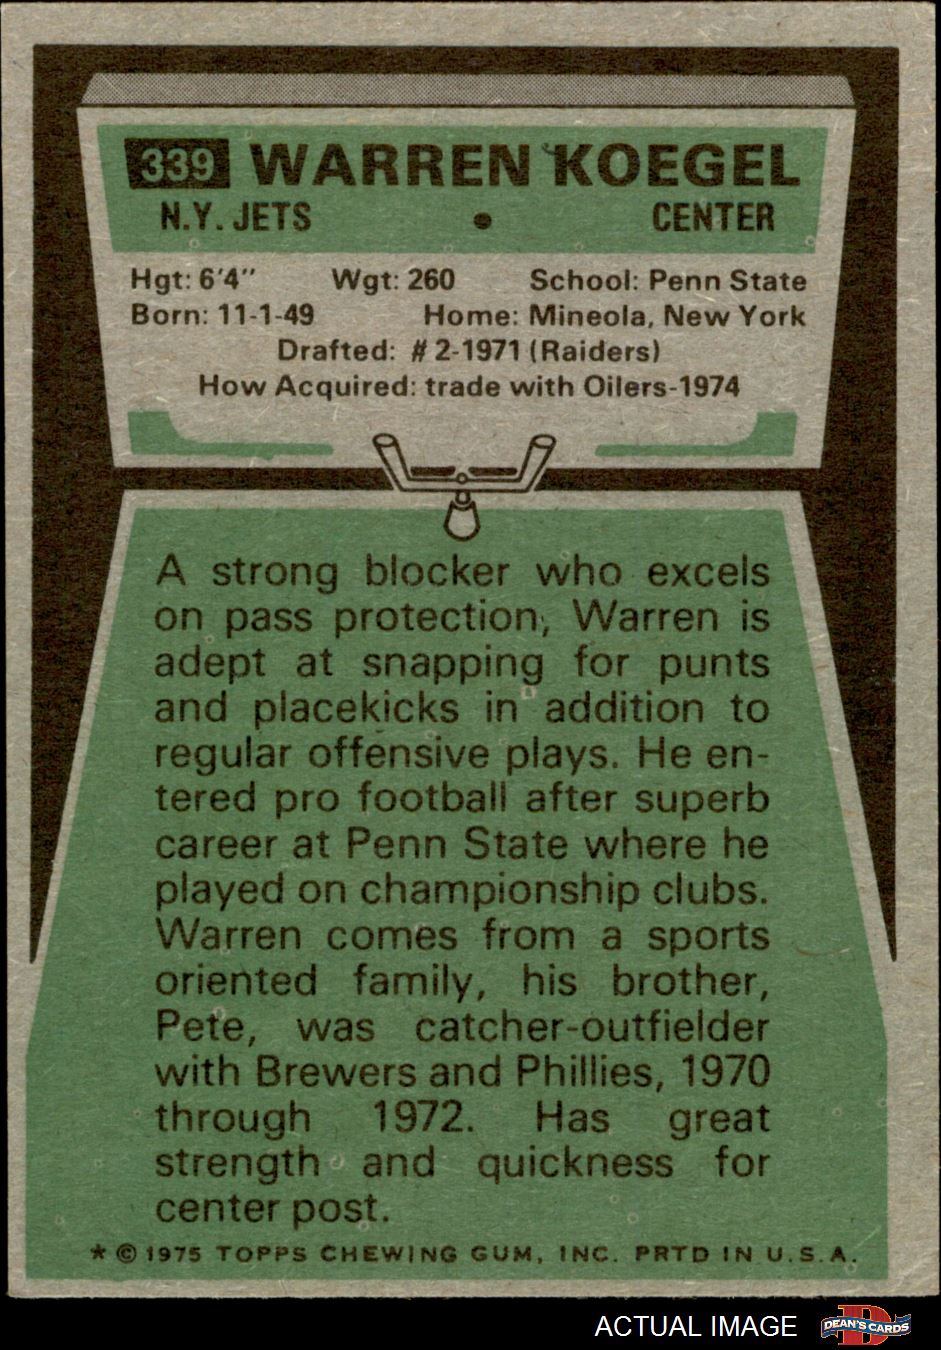 339 WARREN KOEGEL
N.Y. JETS • CENTER
Hgt: 6'4" Wgt: 260 School: Penn State
Born: 11-1-49 Home: Mineola, New York
Drafted: # 2-1971 (Raiders)
How Acquired: trade with Oilers-1974
A strong blocker who excels
on pass protection, Warren is
adept at snapping for punts
and placekicks in addition to
regular offensive plays. He en-
tered pro football after superb
career at Penn State where he
played on championship clubs.
Warren comes from a sports
oriented family, his brother,
Pete, was catcher-outfielder
with Brewers and Phillies, 1970
through 1972. Has great
strength and quickness for
center post.
* © 1975 TOPPS CHEWING GUM, INC. PRTD IN U.S.A.
ACTUAL IMAGE D DEAN'S CARDS